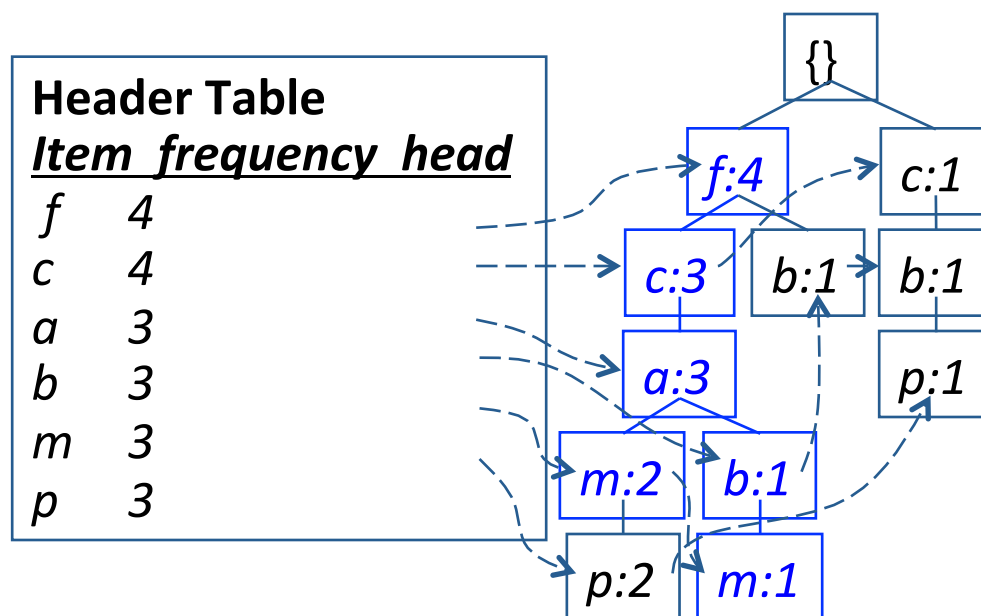 {}
Header Table
Item frequency head
f 4
c 4
a 3
b 3
m 3
p 3
f:4 c:1
c:3 b:1 b:1
a:3 p:1
m:2 b:1
p:2 m:1